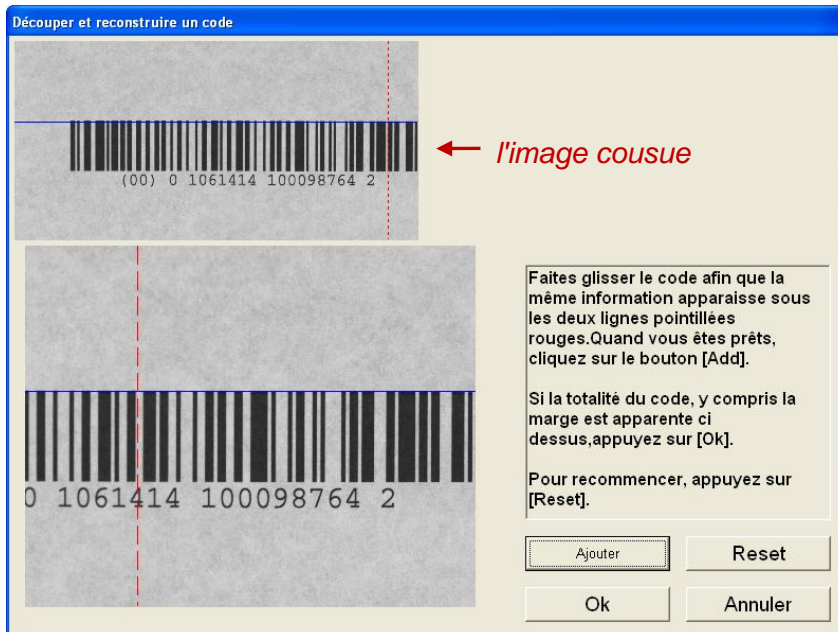 Découper et reconstruire un code
(00) 0 1061414 100098764 2
l'image cousue
0 1061414 100098764 2
Faites glisser le code afin que la
même information apparaisse sous
les deux lignes pointillées
rouges.Quand vous êtes prêts,
cliquez sur le bouton [Add].
Si la totalité du code, y compris la
marge est apparente ci
dessus,appuyez sur [Ok].
Pour recommencer, appuyez sur
[Reset].
Ajouter
Reset
Ok
Annuler